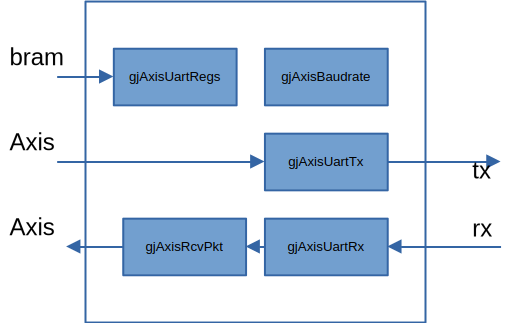 bram
gjAxisUartRegs
gjAxisBaudrate
Axis
gjAxisUartTx
tx
Axis
gjAxisRcvPkt
gjAxisUartRx
rx